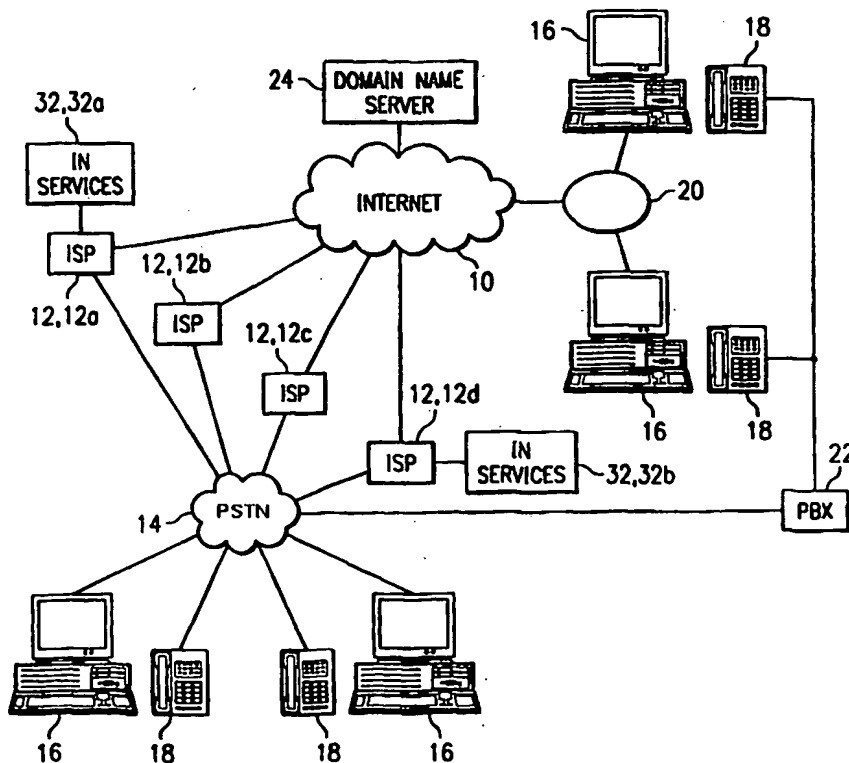 16
18
24
DOMAIN NAME
SERVER
32,32a
IN
SERVICES
INTERNET
20
ISP
12,12b
10
12,12a
ISP
12,12c
ISP
12,12d
16
18
ISP
IN
SERVICES
32,32b
22
14
PSTN
PBX
16
18
18
16